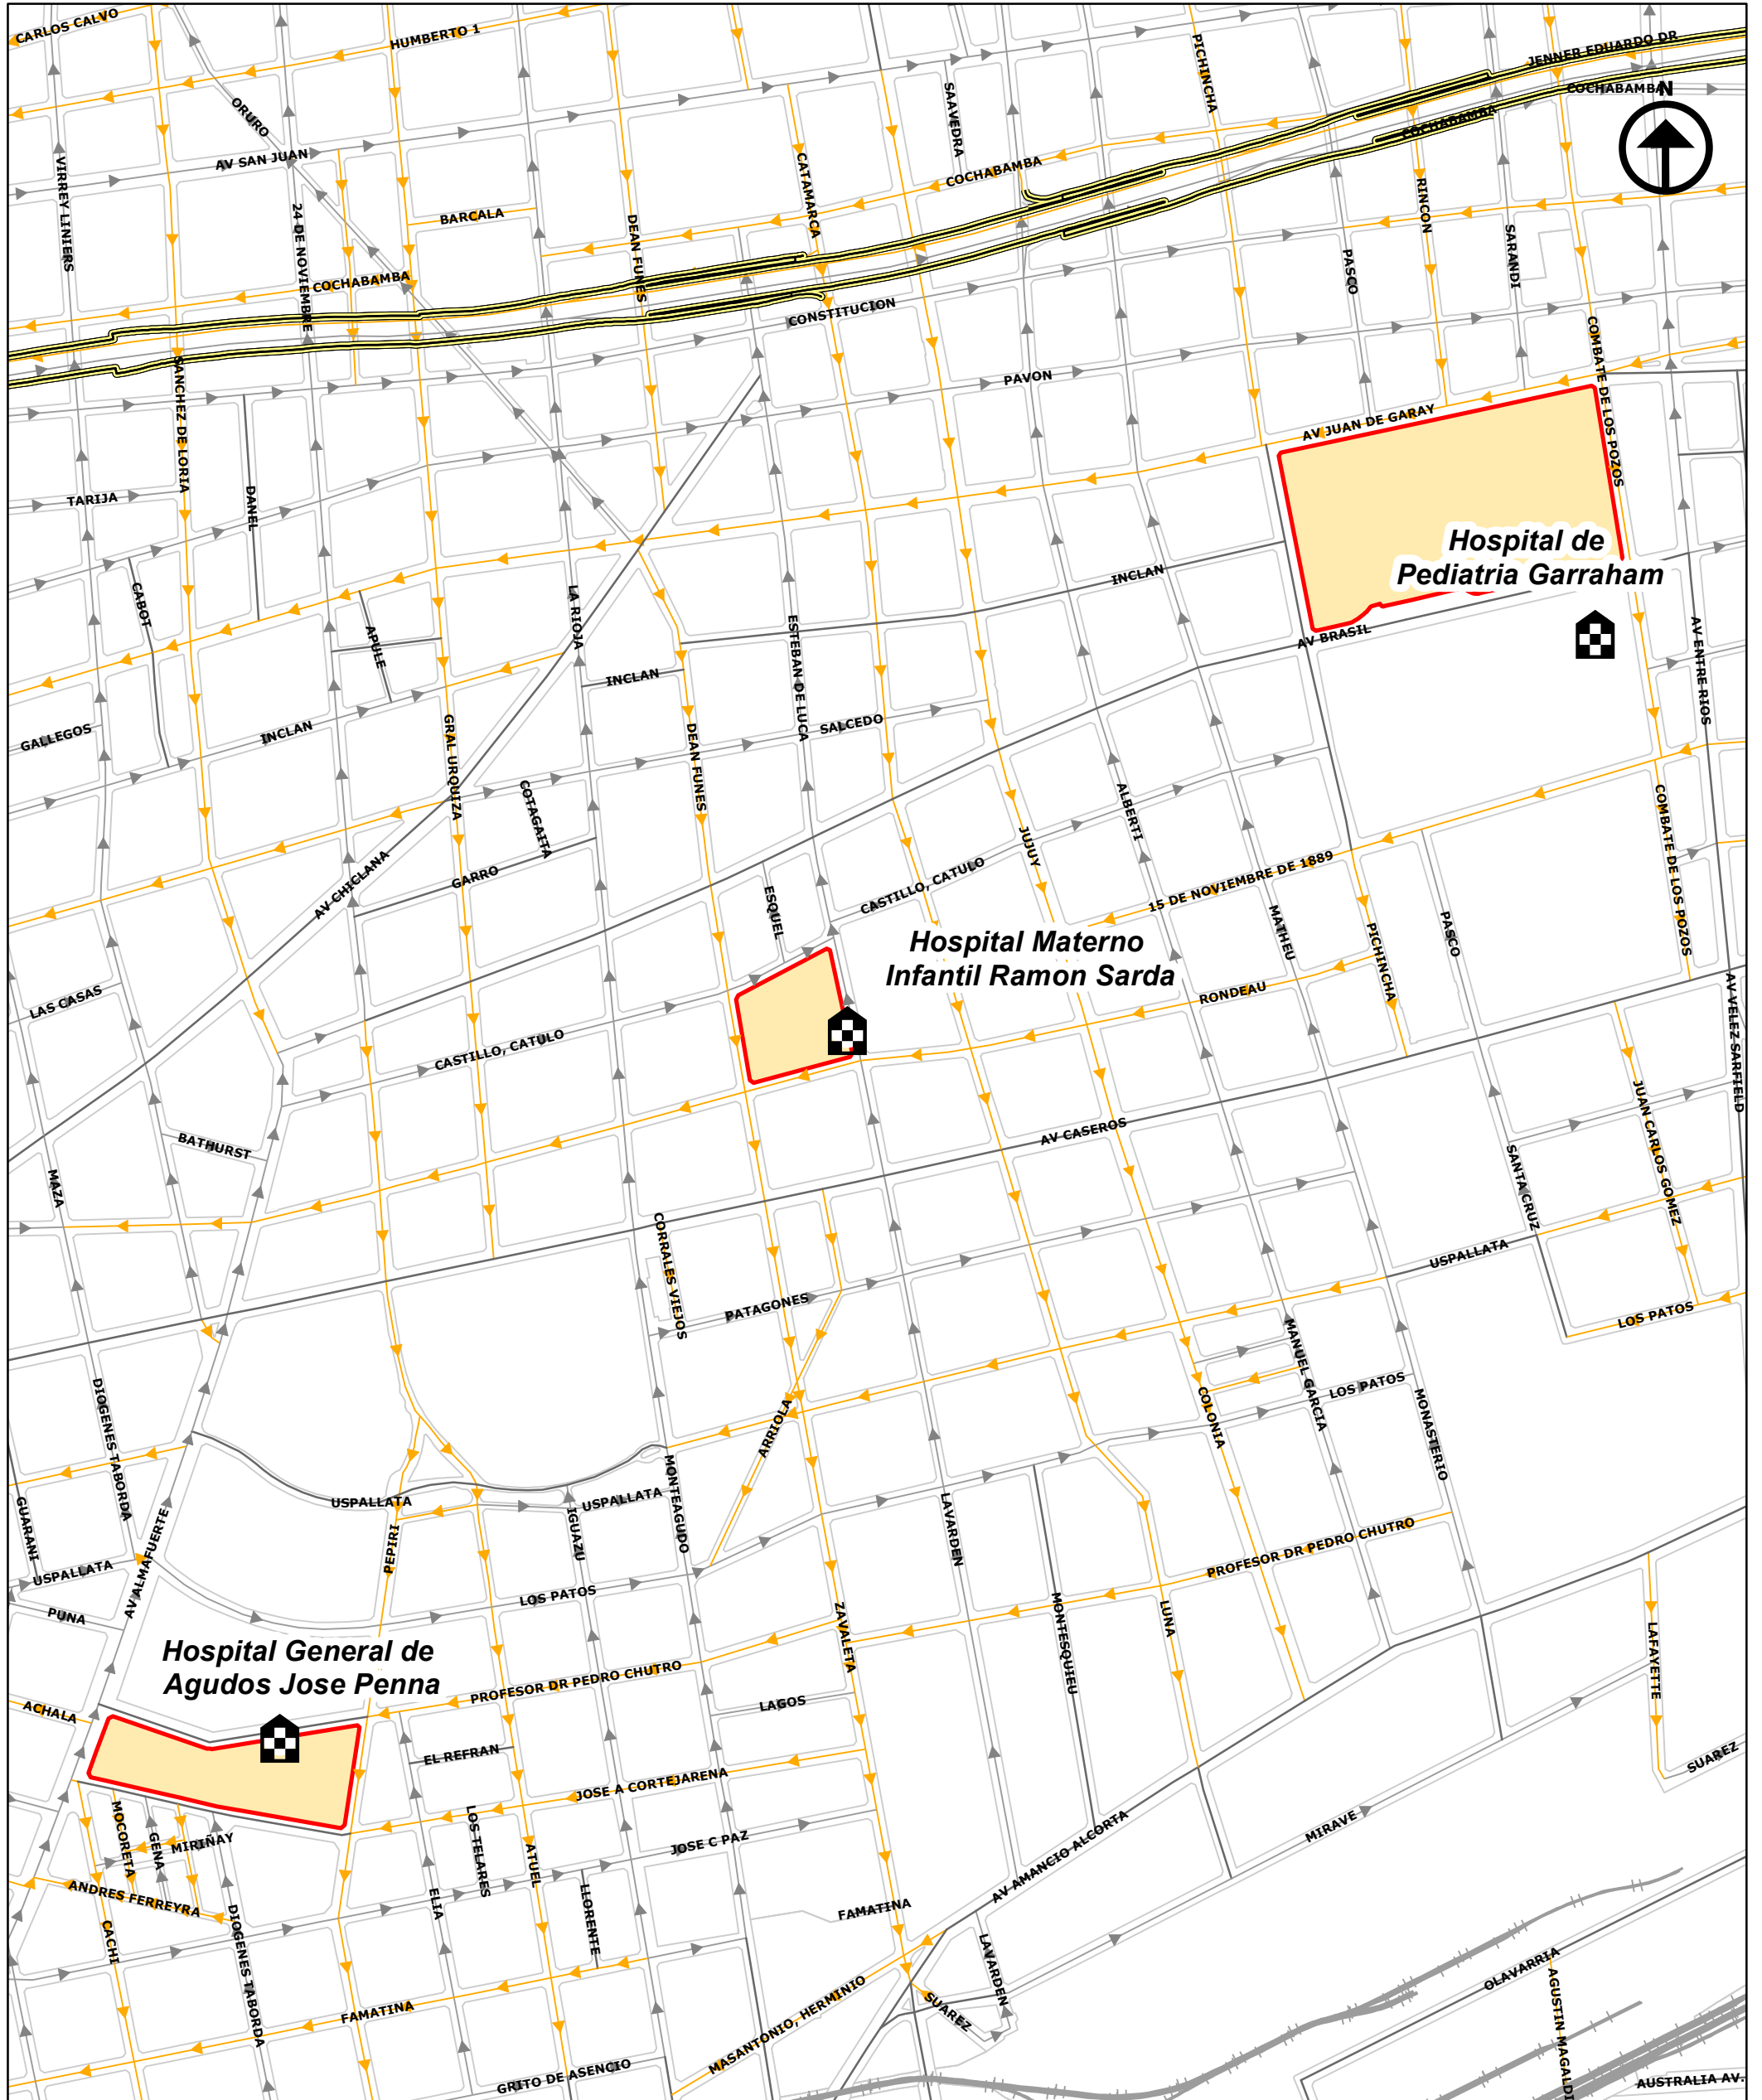 CARLOS CALVO
HUMBERTO 1
PICHINCHA
JENNER EDUARDO DR
COCHABAMBA
N
ORURO
SAAVEDRA
COCHABAMBA
AV SAN JUAN
VIRREY LINIERS
CATAMARCA
COCHABAMBA
RINCON
24 DE NOVIEMBRE
BARCALA
DEAN FUNES
PASCO
SARANDI
COCHABAMBA
CONSTITUCION
COMBATE DE LOS POZOS
SANCHEZ DE LORIA
PAVON
AV JUAN DE GARAY
TARIJA
DANEL
Hospital de
Pediatria Garraham
CABOT
APULE
LA RIOJA
ESTEBAN DE LUCA
INCLAN
AV BRASIL
AV ENTRE RIOS
INCLAN
GALLEGOS
INCLAN
GRAL URQUIZA
DEAN FUNES
SALCEDO
COTAGAITA
ALBERTI
JUJUY
COMBATE DE LOS POZOS
AV CHICLANA
GARRO
ESQUEL
CASTILLO, CATULO
15 DE NOVIEMBRE DE 1889
MATHEU
PICHINCHA
PASCO
Hospital Materno
Infantil Ramon Sarda
LAS CASAS
RONDEAU
AV VELEZ SARFIELD
CASTILLO, CATULO
BATHURST
AV CASEROS
JUAN CARLOS GOMEZ
MAZA
SANTA CRUZ
CORRALES VIEJOS
USPALLATA
PATAGONES
LOS PATOS
DIOGENES TABORDA
MANUEL GARCIA
LOS PATOS
ARRIOLA
COLONIA
MONASTERIO
MONTEAGUDO
GUARANI
USPALLATA
USPALLATA
PEPIRI
IGUAZU
LAVARDEN
AV ALMAFUERTE
PROFESOR DR PEDRO CHUTRO
USPALLATA
LOS PATOS
PUNA
ZAVALETA
MONTESQUIEU
LUNA
LAFAYETTE
Hospital General de
Agudos Jose Penna
PROFESOR DR PEDRO CHUTRO
ACHALA
LAGOS
EL REFRAN
SUAREZ
JOSE A CORTEJARENA
MOCORETA
GENA
MIRIÑAY
LOS TELARES
ATUEL
JOSE C PAZ
AV AMANCIO ALCORTA
MIRAVE
ANDRES FERREYRA
ELIA
LLORENTE
FAMATINA
CACHI
DIOGENES TABORDA
LAVARDEN
OLAVARRIA
FAMATINA
MASANTONIO, HERMINIO
SUAREZ
AGUSTIN MAGALDI
GRITO DE ASENCIO
AUSTRALIA AV.